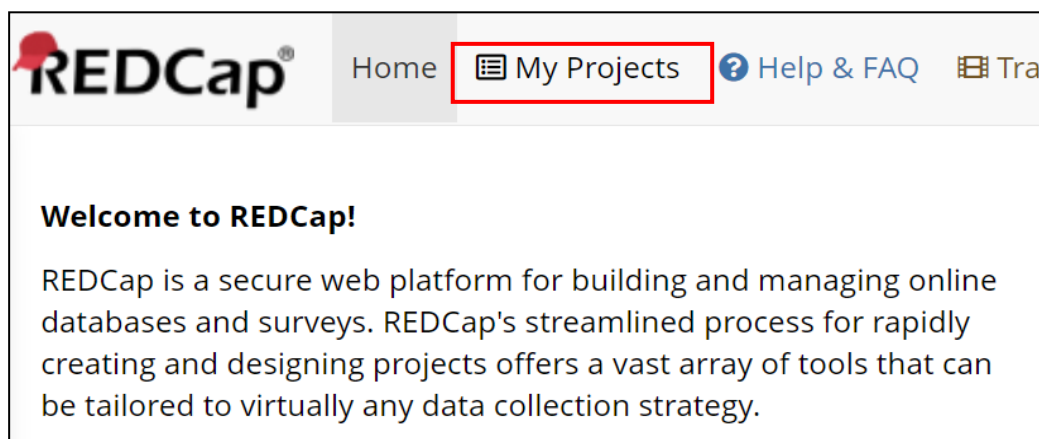 REDCap® Home My Projects Help & FAQ Tra
Welcome to REDCap!
REDCap is a secure web platform for building and managing online
databases and surveys. REDCap's streamlined process for rapidly
creating and designing projects offers a vast array of tools that can
be tailored to virtually any data collection strategy.